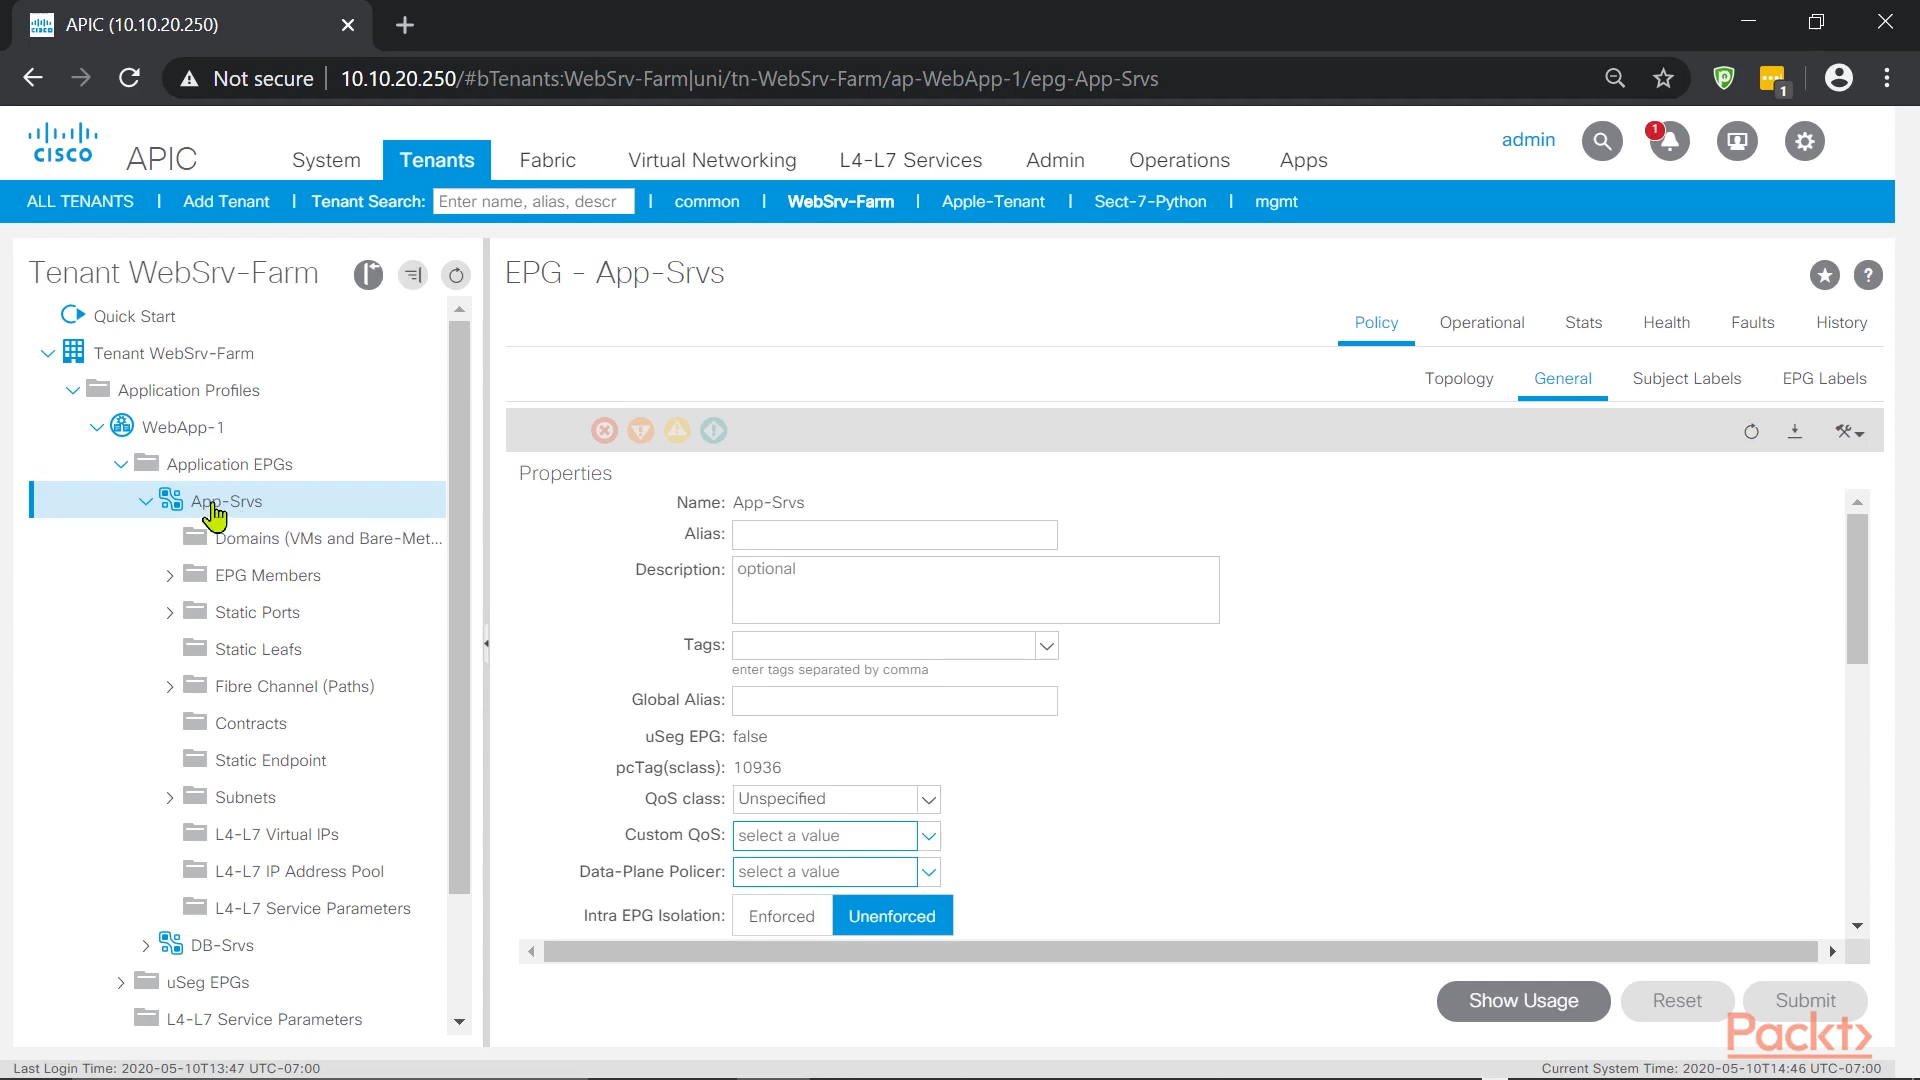 APIC (10.10.20.250)
Not secure 10.10.20.250/#bTenants:WebSrv-Farm|uni/tn-WebSrv-Farm/ap-WebApp-1/epg-App-Srvs
1
CISCO APIC System Tenants Fabric Virtual Networking L4-L7 Services Admin Operations Apps admin 1
ALL TENANTS | Add Tenant | Tenant Search: Enter name, alias, descr | common | WebSrv-Farm | Apple-Tenant | Sect-7-Python | mgmt
Tenant WebSrv-Farm
Quick Start
Tenant WebSrv-Farm
Application Profiles
WebApp-1
Application EPGs
App-Srvs
Domains (VMs and Bare-Met...
EPG Members
Static Ports
Static Leafs
Fibre Channel (Paths)
Contracts
Static Endpoint
Subnets
L4-L7 Virtual IPs
L4-L7 IP Address Pool
L4-L7 Service Parameters
DB-Srvs
uSeg EPGs
L4-L7 Service Parameters
EPG - App-Srvs
?
Policy Operational Stats Health Faults History
Topology General Subject Labels EPG Labels
Properties
Name: App-Srvs
Alias:
Description: optional
Tags:
enter tags separated by comma
Global Alias:
uSeg EPG: false
pcTag(sclass): 10936
QoS class: Unspecified
Custom QoS: select a value
Data-Plane Policer: select a value
Intra EPG Isolation: Enforced Unenforced
Show Usage Reset Submit
Packt>
Last Login Time: 2020-05-10T13:47 UTC-07:00
Current System Time: 2020-05-10T14:46 UTC-07:00